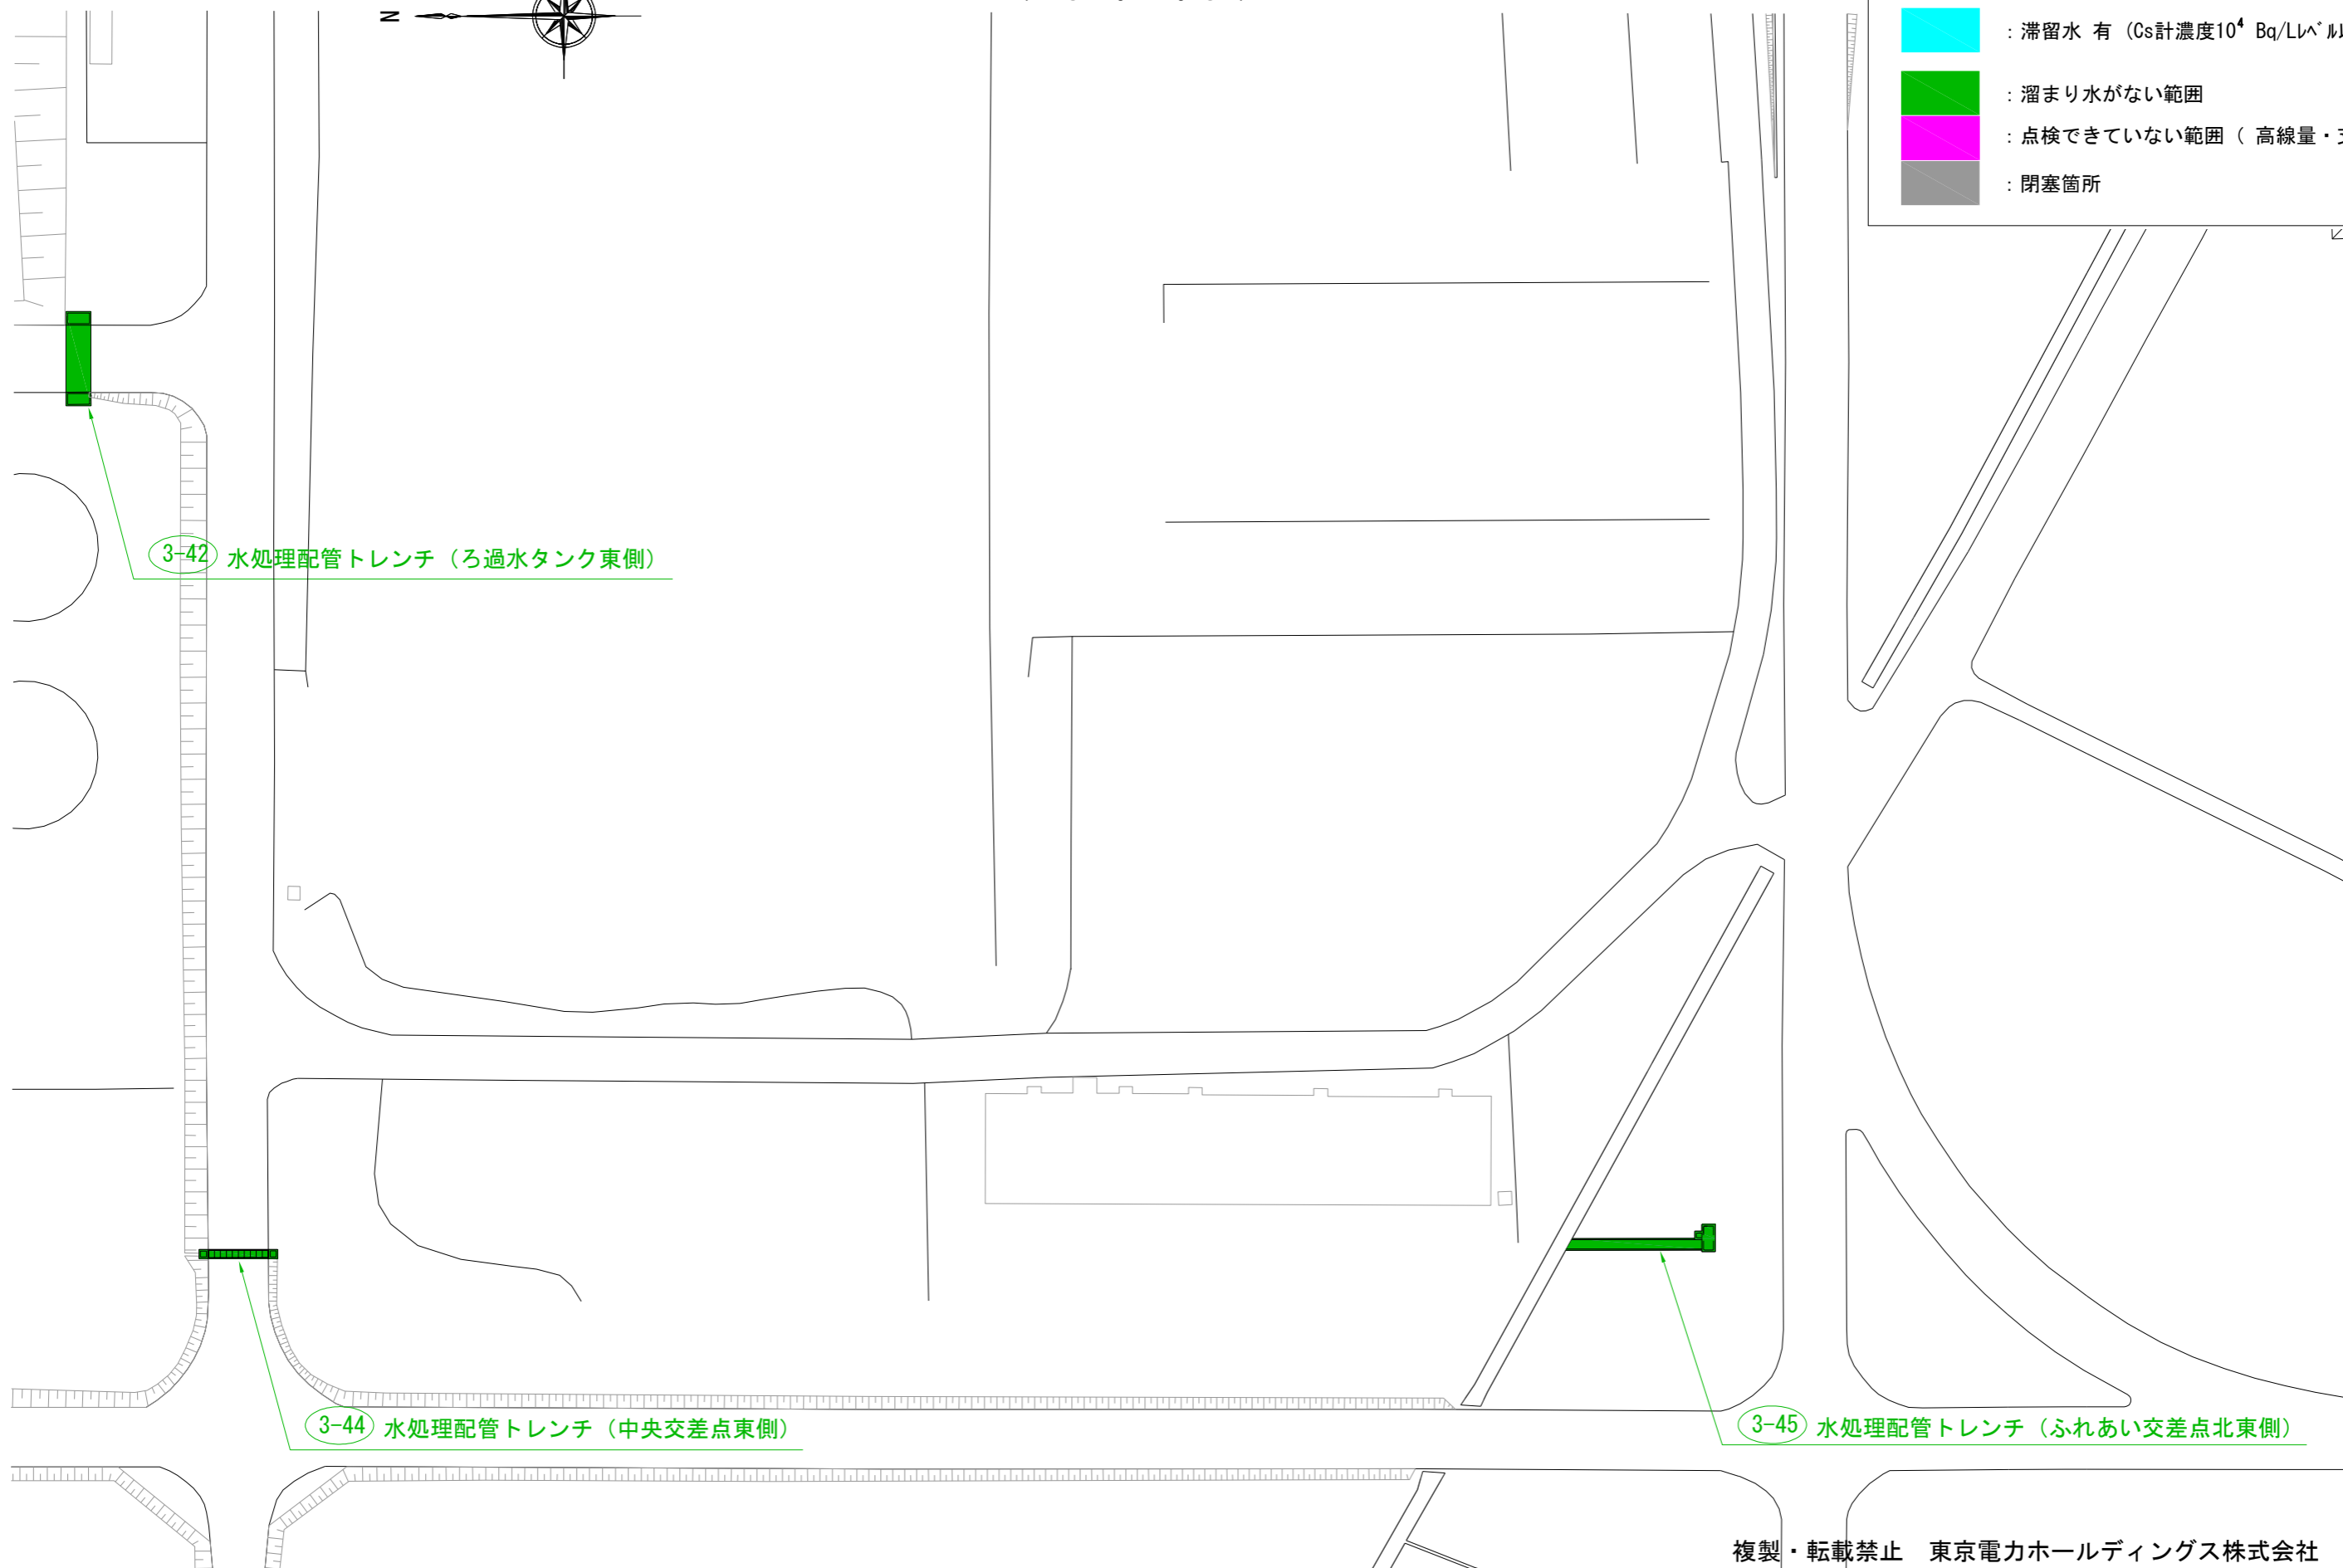 N
：滞留水 有（Cs計濃度10⁴ Bq/Lﾚﾍﾞﾙ
：溜まり水がない範囲
：点検できていない範囲（ 高線量・
：閉塞箇所
3-42 水処理配管トレンチ（ろ過水タンク東側）
3-44 水処理配管トレンチ（中央交差点東側）
3-45 水処理配管トレンチ（ふれあい交差点北東側）
複製・転載禁止　東京電力ホールディングス株式会社